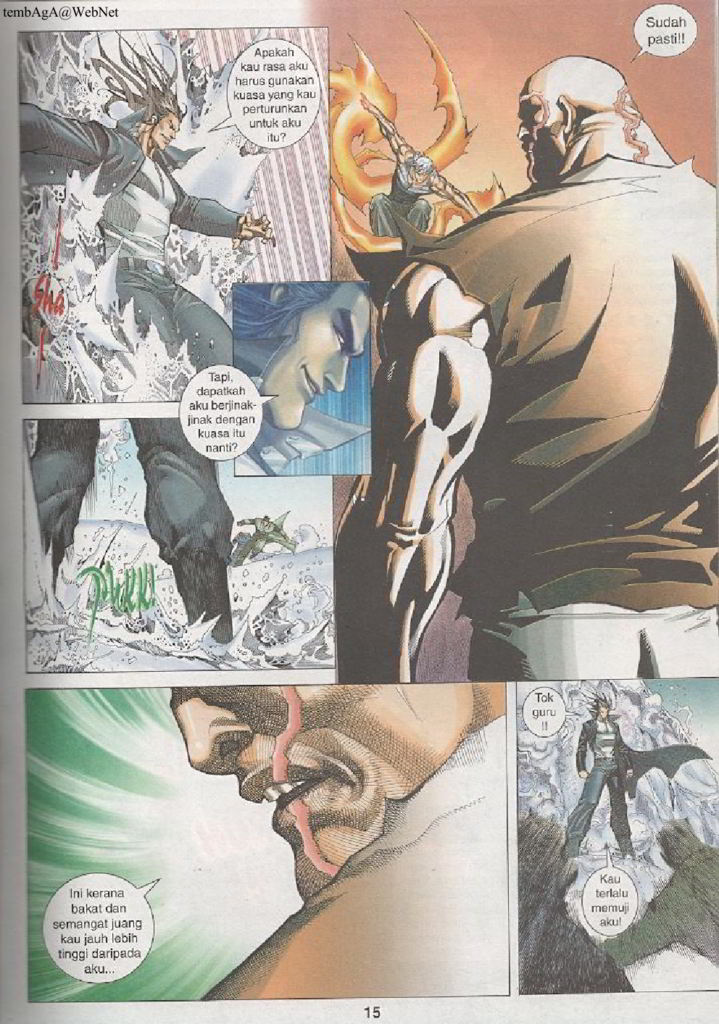 tembAgA@WebNet
Apakah
kau rasa aku
harus gunakan
kuasa yang kau
perturunkan
untuk aku
itu?
Sudah
pasti!!
Sha
Tapi,
dapatkah
aku berjinak-
jinak dengan
kuasa itu
nanti?
Ini kerana
bakat dan
semangat juang
kau jauh lebih
tinggi daripada
aku...
Tok
guru
!!
Kau
terlalu
memuji
aku!
15